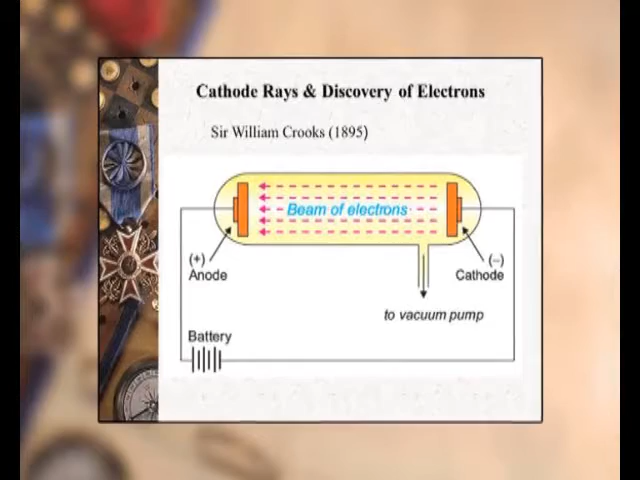 Cathode Rays & Discovery of Electrons
Sir William Crooks (1895)
Beam of electrons
(+)
Anode
(–)
Cathode
to vacuum pump
Battery